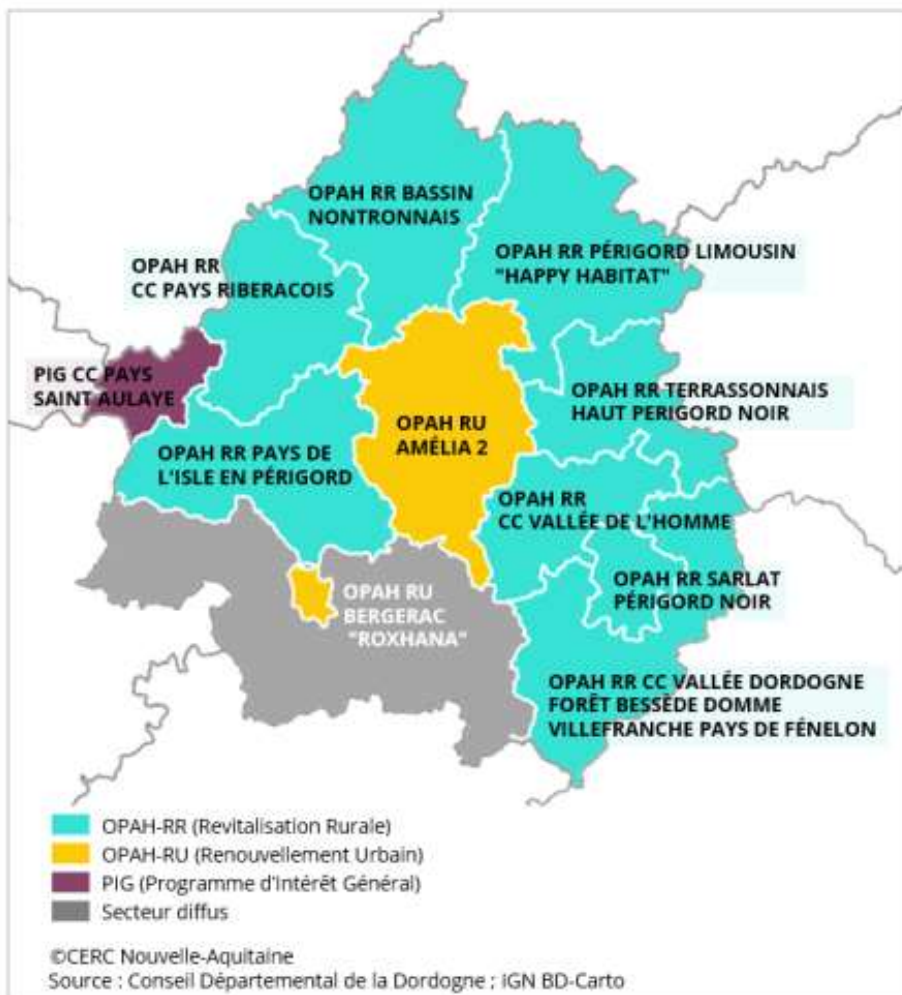 OPAH RR BASSIN
NONTRONNAIS
OPAH RR PÉRIGORD LIMOUSIN
"HAPPY HABITAT"
OPAH RR
CC PAYS RIBERACOIS
PIG CC PAYS
SAINT AULAYE
OPAH RR TERRASSONNAIS
HAUT PERIGORD NOIR
OPAH RU
AMÉLIA 2
OPAH RR PAYS DE
L'ISLE EN PÉRIGORD
OPAH RR
CC VALLÉE DE L'HOMME
OPAH RR SARLAT
PÉRIGORD NOIR
OPAH RU
BERGERAC
"ROXHANA"
OPAH RR CC VALLÉE DORDOGNE
FORÊT BESSÈDE DOMME
VILLEFRANCHE PAYS DE FÉNELON
OPAH-RR (Revitalisation Rurale)
OPAH-RU (Renouvellement Urbain)
PIG (Programme d'Intérêt Général)
Secteur diffus
©CERC Nouvelle-Aquitaine
Source : Conseil Départemental de la Dordogne ; IGN BD-Carto